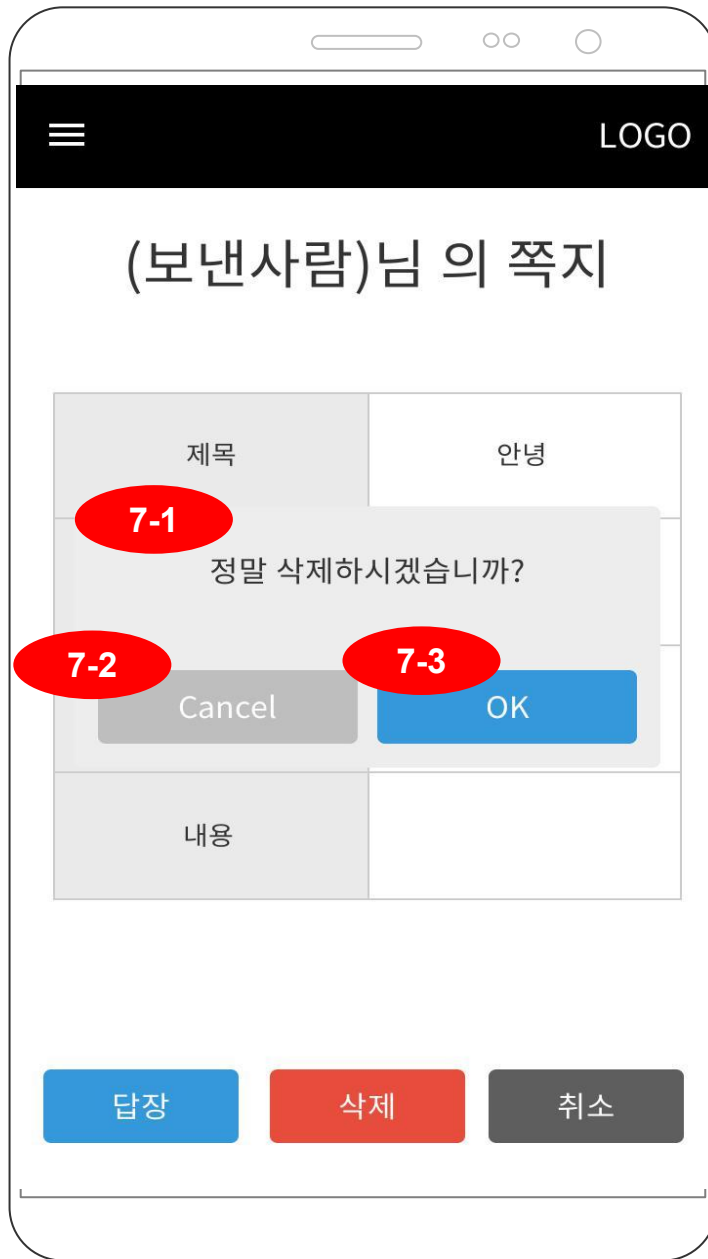 LOGO
(보낸사람)님 의 쪽지
제목 안녕
7-1
정말 삭제하시겠습니까?
7-2 7-3
Cancel OK
내용
답장 삭제 취소